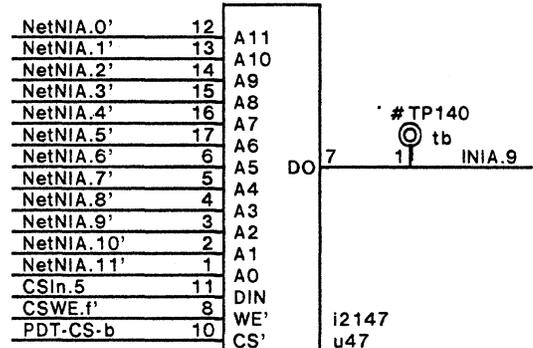 NetNIA.0' 12 A11
NetNIA.1' 13 A10
NetNIA.2' 14 A9
NetNIA.3' 15 A8
NetNIA.4' 16 A7
NetNIA.5' 17 A6
NetNIA.6' 6 A5
NetNIA.7' 5 A4
NetNIA.8' 4 A3
NetNIA.9' 3 A2
NetNIA.10' 2 A1
NetNIA.11' 1 A0
CSIn.5 11 DIN
CSWE.f' 8 WE'
PDT-CS-b 10 CS'
#TP140
tb
DO 7 1 INIA.9
i2147
u47